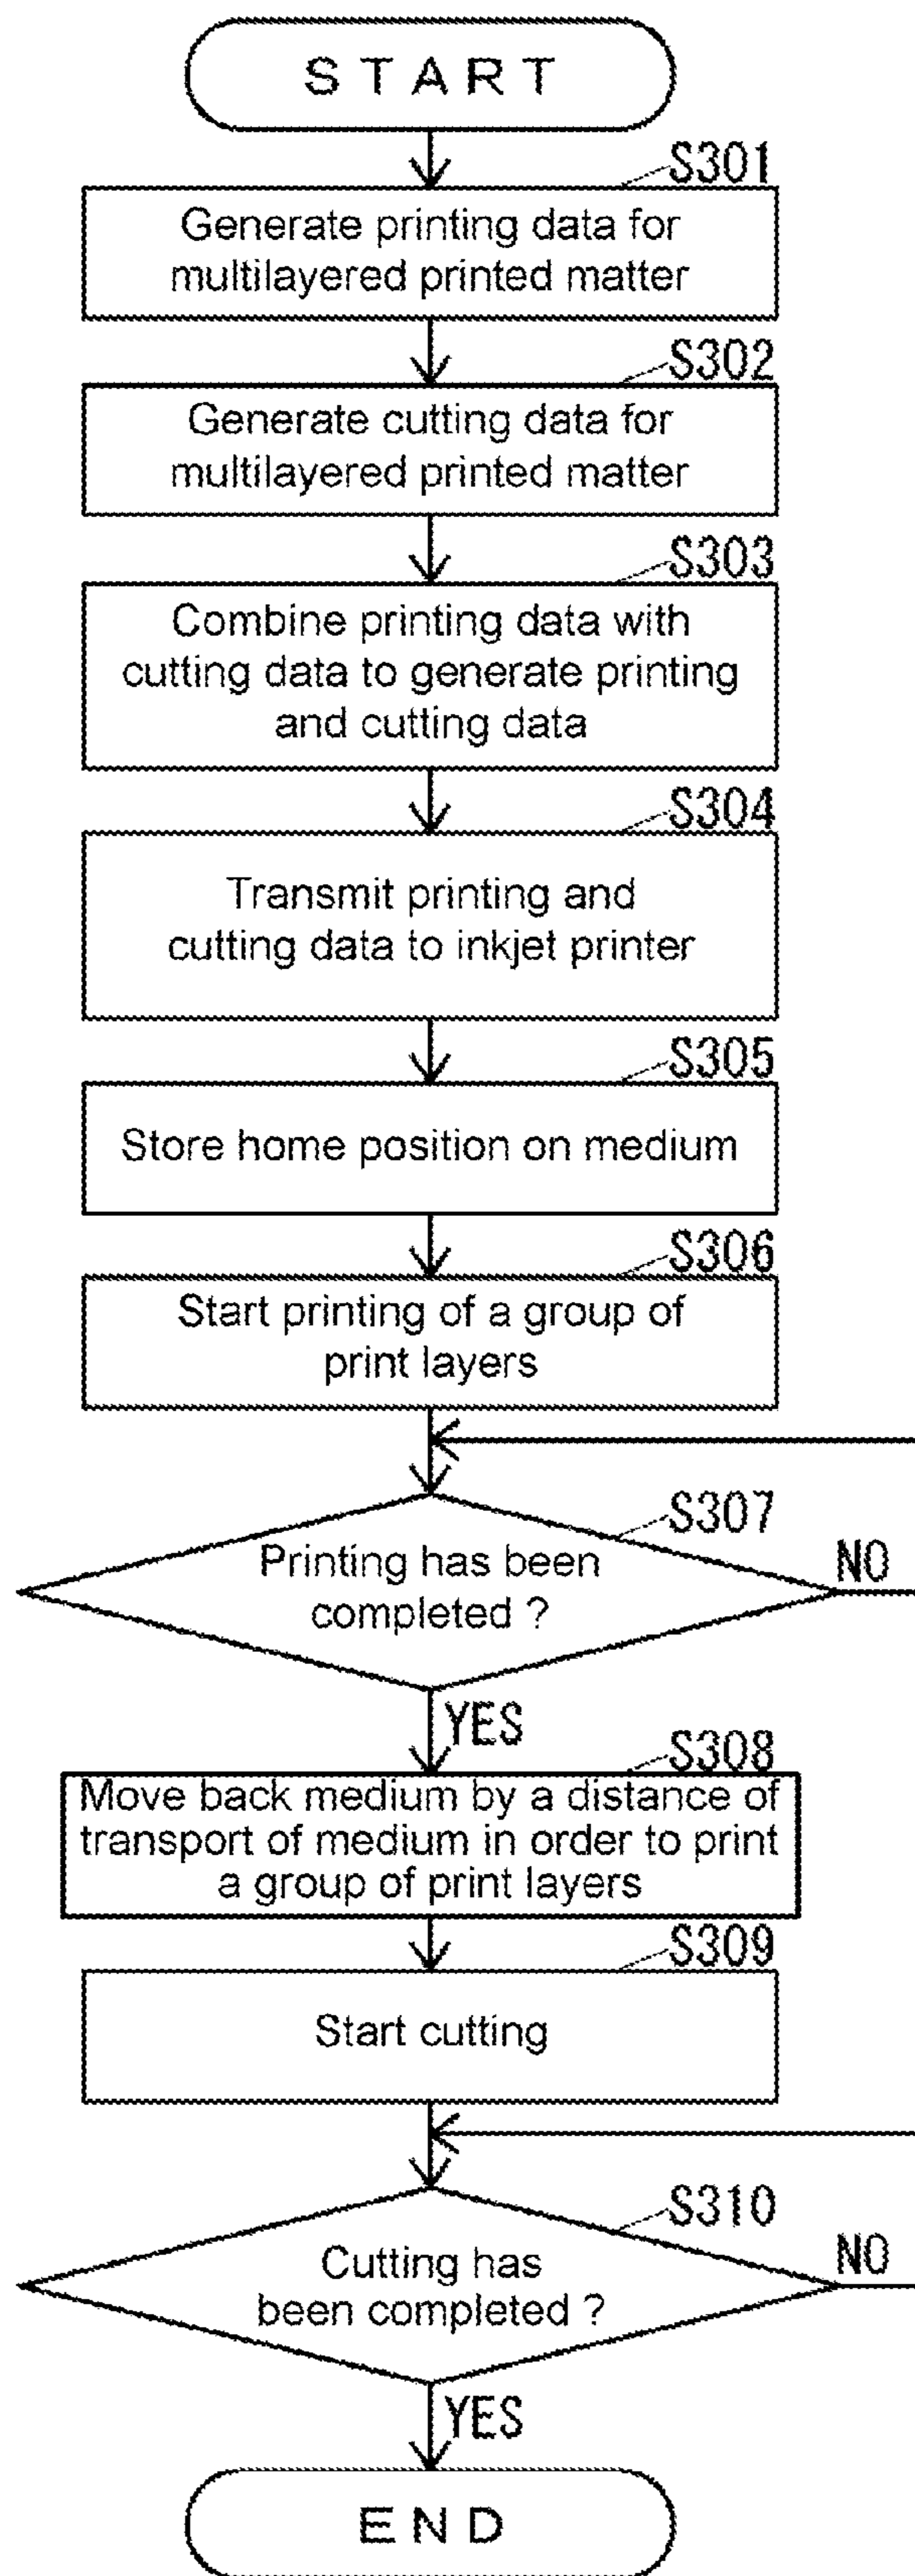 START
S301
Generate printing data for
multilayered printed matter
S302
Generate cutting data for
multilayered printed matter
S303
Combine printing data with
cutting data to generate printing
and cutting data
S304
Transmit printing and
cutting data to inkjet printer
S305
Store home position on medium
S306
Start printing of a group of
print layers
S307
Printing has been
completed ?
NO
YES
S308
Move back medium by a distance of
transport of medium in order to print
a group of print layers
S309
Start cutting
S310
Cutting has
been completed ?
NO
YES
END